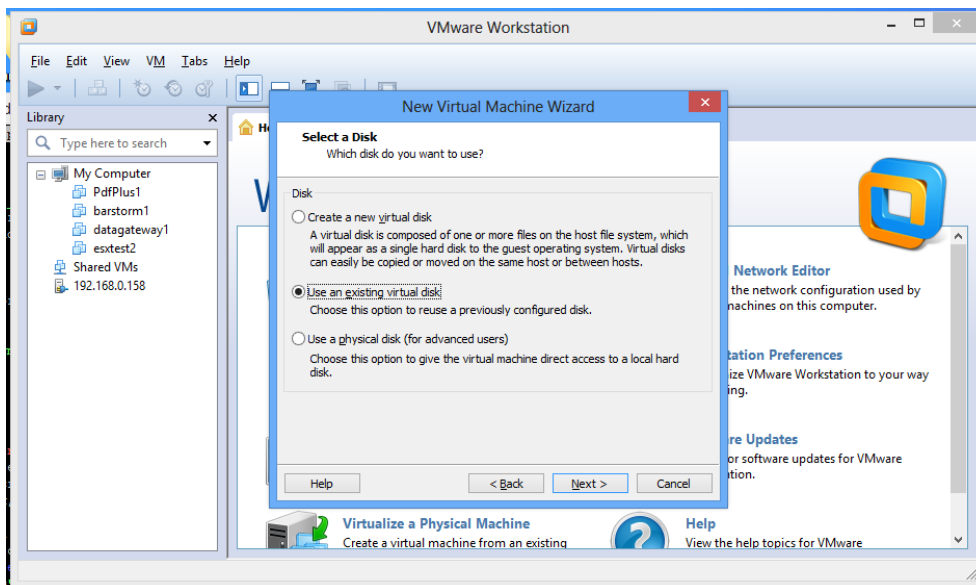 VMware Workstation
File Edit View VM Tabs Help
Library
Type here to search
My Computer
PdfPlus1
barstorm1
datagateway1
esxtest2
Shared VMs
192.168.0.158
New Virtual Machine Wizard
Select a Disk
Which disk do you want to use?
Disk
Create a new virtual disk
A virtual disk is composed of one or more files on the host file system, which
will appear as a single hard disk to the guest operating system. Virtual disks
can easily be copied or moved on the same host or between hosts.
Use an existing virtual disk
Choose this option to reuse a previously configured disk.
Use a physical disk (for advanced users)
Choose this option to give the virtual machine direct access to a local hard
disk.
Help < Back Next > Cancel
Network Editor
the network configuration used by
machines on this computer.
Preferences
VMware Workstation to your way
Updates
or software updates for VMware
Virtualize a Physical Machine
Create a virtual machine from an existing
Help
View the help topics for VMware